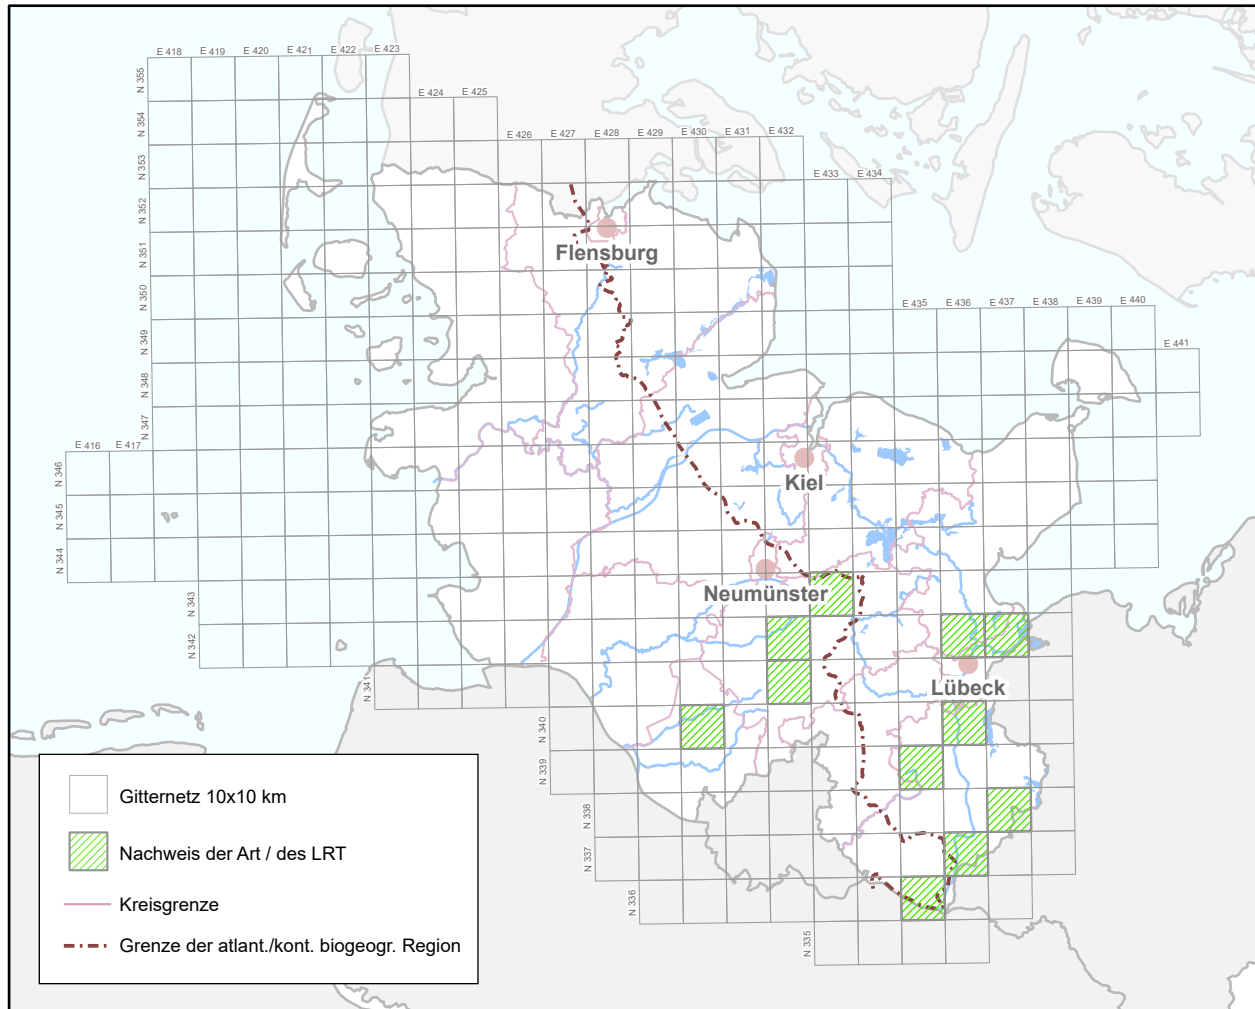 E 418 E 419 E 420 E 421 E 422 E 423
E 424 E 425
E 426 E 427 E 428 E 429 E 430 E 431 E 432
E 433 E 434
E 435 E 436 E 437 E 438 E 439 E 440
E 441
E 416 E 417
N 355
N 354
N 353
N 352
N 351
N 350
N 349
N 348
N 347
N 346
N 345
N 344
N 343
N 342
N 341
N 340
N 339
N 338
N 337
N 336
N 335
Flensburg
Kiel
Neumünster
Lübeck
Gitternetz 10x10 km
Nachweis der Art / des LRT
Kreisgrenze
Grenze der atlant./kont. biogeogr. Region